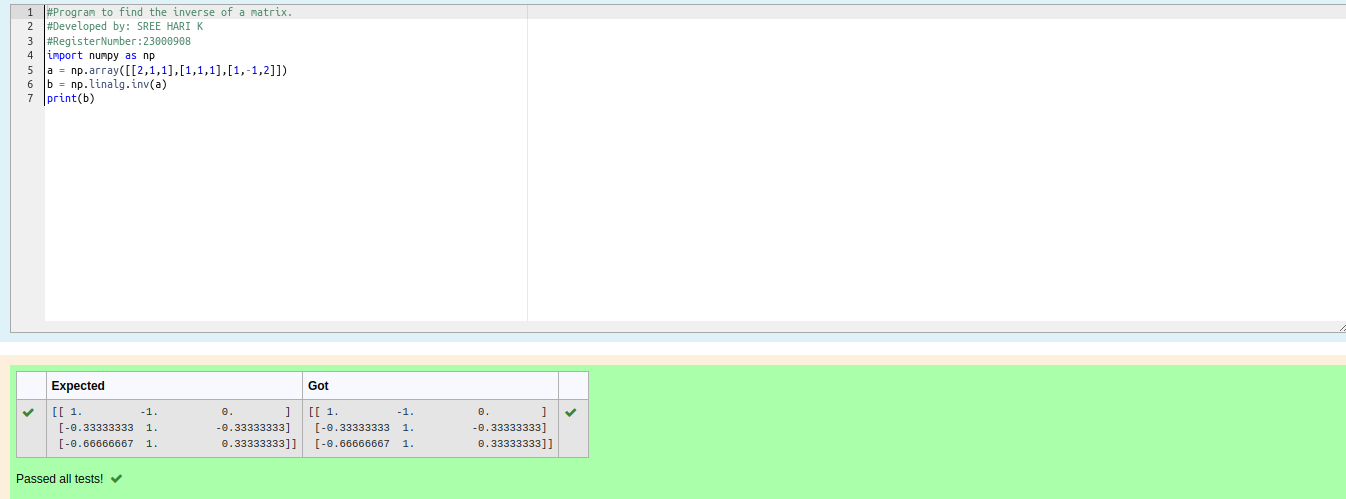 1 #Program to find the inverse of a matrix.
2 #Developed by: SREE HARI K
3 #RegisterNumber:23000908
4 import numpy as np
5 a = np.array([[2,1,1],[1,1,1],[1,-1,2]])
6 b = np.linalg.inv(a)
7 print(b)
Expected Got
[[ 1. -1. 0. ] [[ 1. -1. 0. ]
[-0.33333333 1. -0.33333333] [-0.33333333 1. -0.33333333]
[-0.66666667 1. 0.33333333]] [-0.66666667 1. 0.33333333]]
Passed all tests!